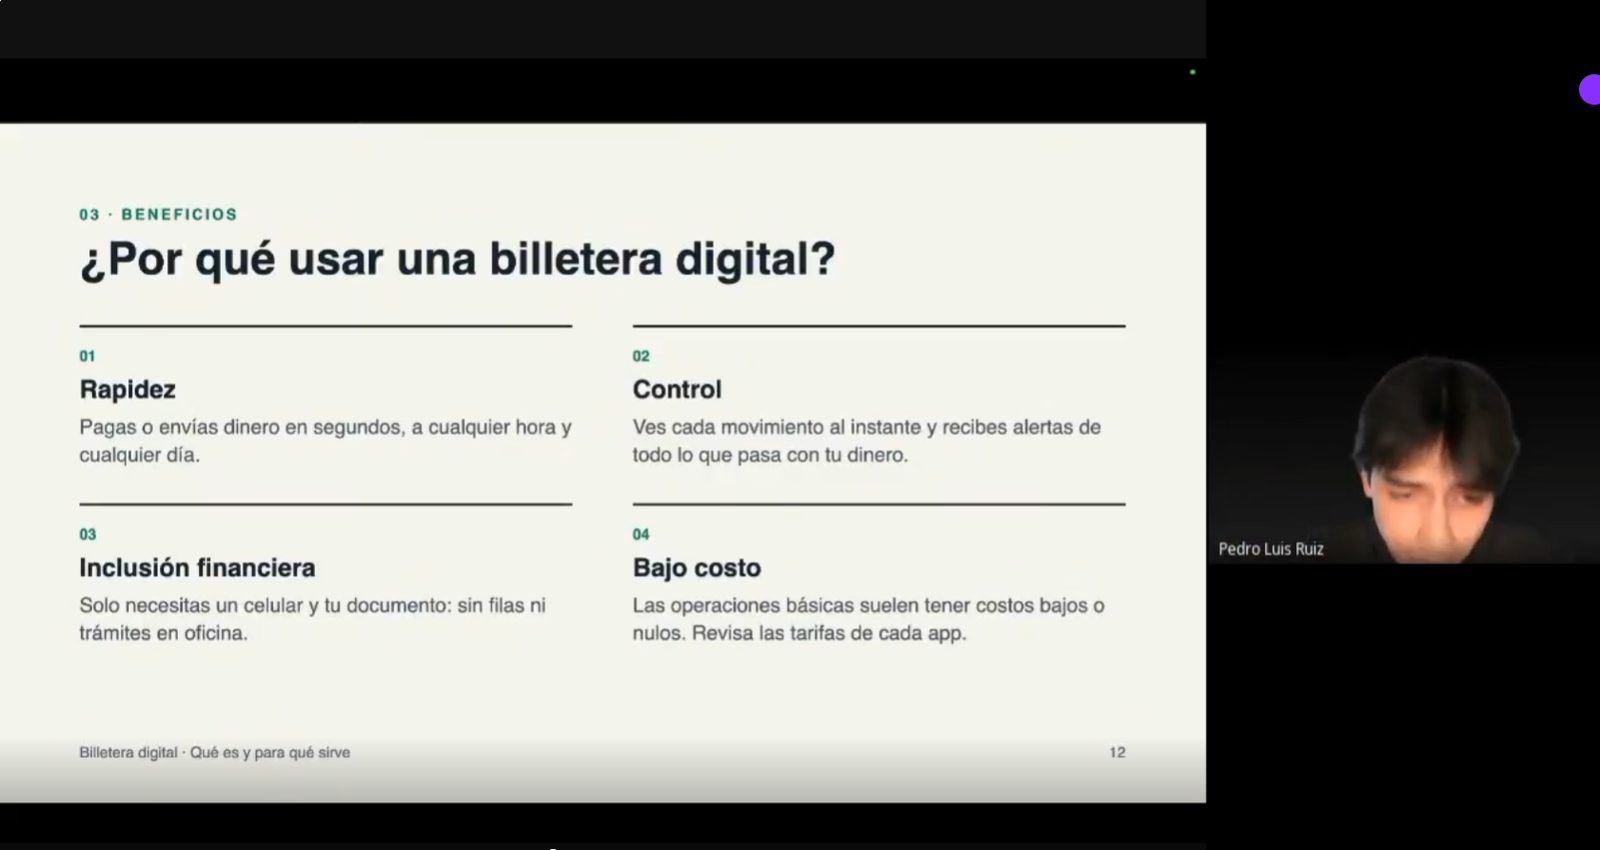 03 · BENEFICIOS
¿Por qué usar una billetera digital?
01
Rapidez
Pagas o envías dinero en segundos, a cualquier hora y
cualquier día.
02
Control
Ves cada movimiento al instante y recibes alertas de
todo lo que pasa con tu dinero.
03
Inclusión financiera
Solo necesitas un celular y tu documento: sin filas ni
trámites en oficina.
04
Bajo costo
Las operaciones básicas suelen tener costos bajos o
nulos. Revisa las tarifas de cada app.
Billetera digital · Qué es y para qué sirve
12
Pedro Luis Ruiz